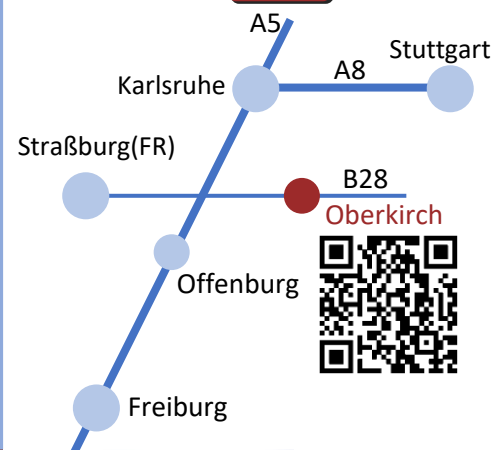 A5
Stuttgart
A8
Karlsruhe
Straßburg(FR)
B28
Oberkirch
Offenburg
Freiburg